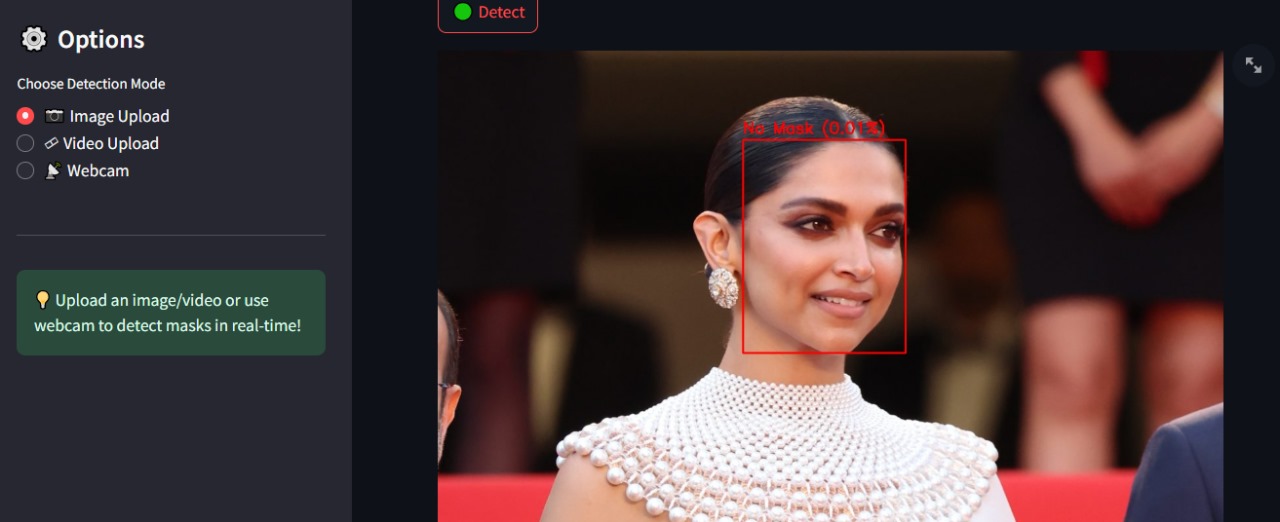 Options
Choose Detection Mode
Image Upload
Video Upload
Webcam
Upload an image/video or use
webcam to detect masks in real-time!
Detect
No Mask (0.01%)